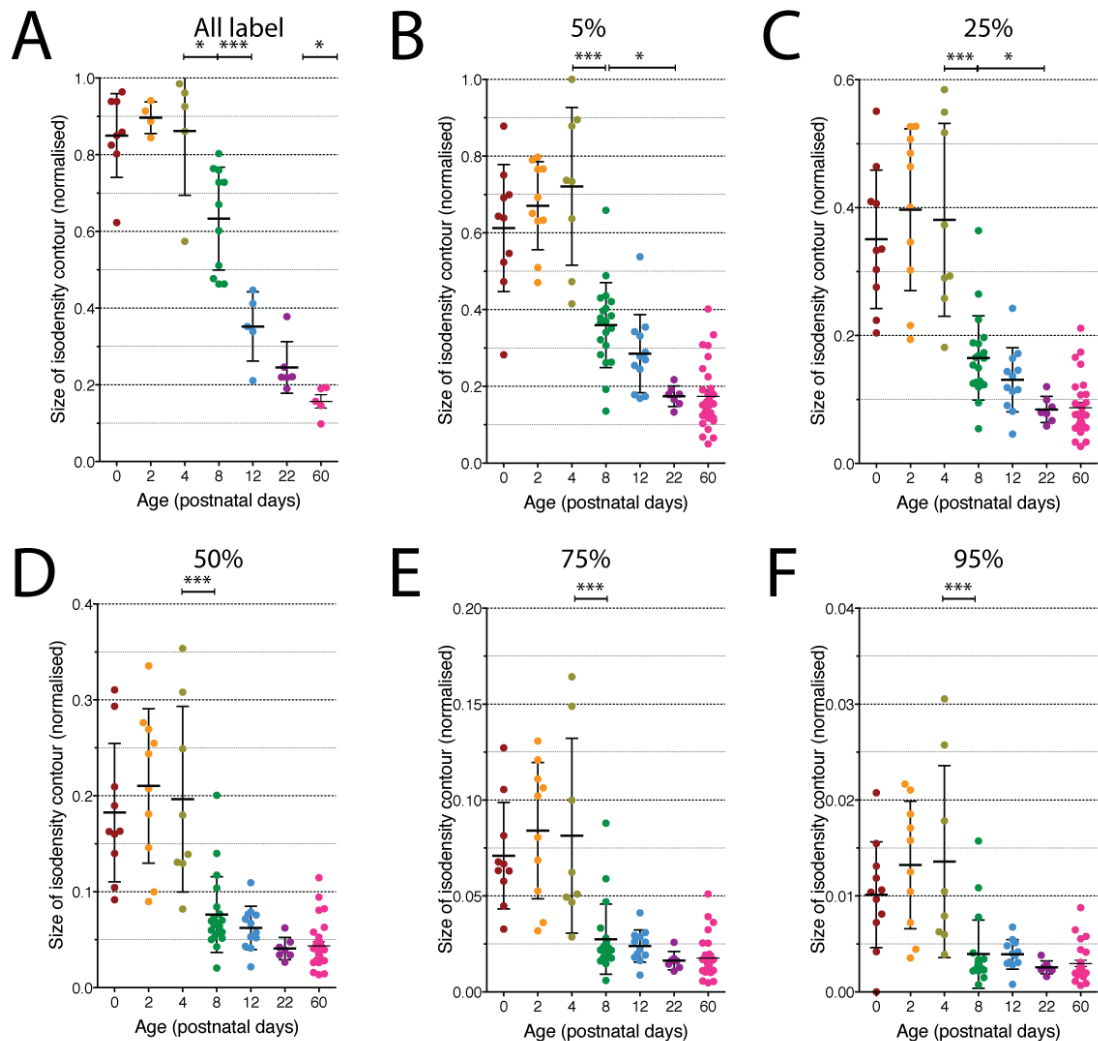 A
All label
* *** *
Size of isodensity contour (normalised)
1.0
0.8
0.6
0.4
0.2
0.0
0 2 4 8 12 22 60
Age (postnatal days)
B
5%
*** *
Size of isodensity contour (normalised)
1.0
0.8
0.6
0.4
0.2
0.0
0 2 4 8 12 22 60
Age (postnatal days)
C
25%
*** *
Size of isodensity contour (normalised)
0.6
0.4
0.2
0.0
0 2 4 8 12 22 60
Age (postnatal days)
D
50%
***
Size of isodensity contour (normalised)
0.4
0.3
0.2
0.1
0.0
0 2 4 8 12 22 60
Age (postnatal days)
E
75%
***
Size of isodensity contour (normalised)
0.20
0.15
0.10
0.05
0.00
0 2 4 8 12 22 60
Age (postnatal days)
F
95%
***
Size of isodensity contour (normalised)
0.04
0.03
0.02
0.01
0.00
0 2 4 8 12 22 60
Age (postnatal days)